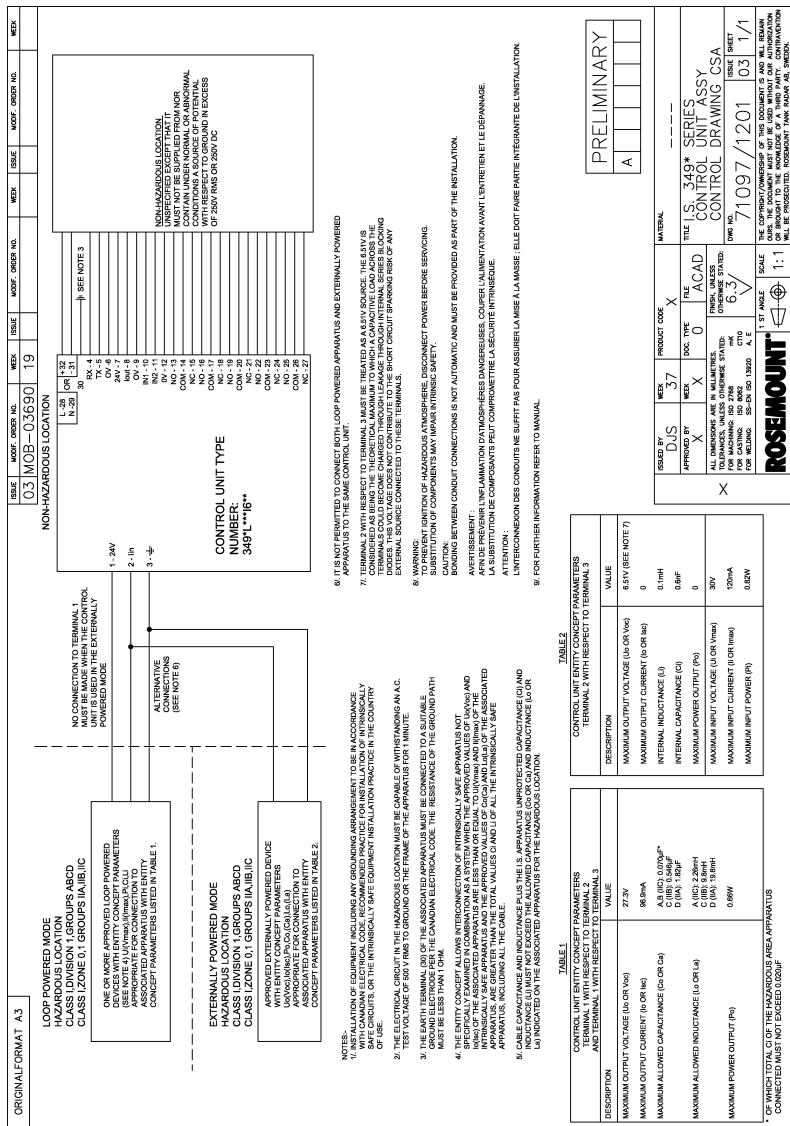 ORIGINALFORMAT A3
ISSUE MODF. ORDER NO. WEEK ISSUE MODF. ORDER NO. WEEK ISSUE MODF. ORDER NO. WEEK
03 MOB-03690 19
LOOP POWERED MODE
HAZARDOUS LOCATION
CLASS I,DIVISION 1,GROUPS ABCD
CLASS I,ZONE 0,1 GROUPS IIA,IIB,IIC
ONE OR MORE APPROVED LOOP POWERED
DEVICES WITH ENTITY CONCEPT PARAMETERS
(SEE NOTE 4) Ui(Vmax),Ii(Imax),Pi,Ci,Li
APPROPRIATE FOR CONNECTION TO
ASSOCIATED APPARATUS WITH ENTITY
CONCEPT PARAMETERS LISTED IN TABLE 1.
EXTERNALLY POWERED MODE
HAZARDOUS LOCATION
CLASS I,DIVISION 1,GROUPS ABCD
CLASS I,ZONE 0,1 GROUPS IIA,IIB,IIC
APPROVED EXTERNALLY POWERED DEVICE
WITH ENTITY CONCEPT PARAMETERS
Uo(Voc),Io(Isc),Po,Co,(Ca)Lo,(La)
APPROPRIATE FOR CONNECTION TO
ASSOCIATED APPARATUS WITH ENTITY
CONCEPT PARAMETERS LISTED IN TABLE 2.
NO CONNECTION TO TERMINAL 1
MUST BE MADE WHEN THE CONTROL
UNIT IS USED IN THE EXTERNALLY
POWERED MODE
ALTERNATIVE
CONNECTIONS
(SEE NOTE 6)
NON-HAZARDOUS LOCATION
1 - 24V
2 - Iin
3 -
CONTROL UNIT TYPE
NUMBER:
349*L***I6**
L -28
N -29
OR
+32
- 31
30
SEE NOTE 3
RX - 4
TX - 5
OV - 6
24V - 7
Iout - 8
OV - 9
IN1 - 10
IN2 - 11
0V - 12
NO - 13
COM - 14
NC - 15
NO - 16
COM - 17
NC - 18
NO - 19
COM - 20
NC - 21
NO - 22
COM - 23
NC - 24
NO - 25
COM - 26
NC - 27
NON-HAZARDOUS LOCATION
UNSPECIFIED EXCEPT THAT IT
MUST NOT BE SUPPLIED FROM NOR
CONTAIN UNDER NORMAL OR ABNORMAL
CONDITIONS A SOURCE OF POTENTIAL
WITH RESPECT TO GROUND IN EXCESS
OF 250V RMS OR 250V DC
NOTES:-
1/. INSTALLATION OF EQUIPMENT INCLUDING ANY GROUNDING ARRANGEMENT TO BE IN ACCORDANCE
WITH CANADIAN ELECTRICAL CODE, RECOMMENDED PRACTICE FOR INSTALLATION OF INTRINSICALLY
SAFE CIRCUITS, OR THE INTRINSICALLY SAFE EQUIPMENT INSTALLATION PRACTICE IN THE COUNTRY
OF USE.
2/. THE ELECTRICAL CIRCUIT IN THE HAZARDOUS LOCATION MUST BE CAPABLE OF WITHSTANDING AN A.C.
TEST VOLTAGE OF 500 V RMS TO GROUND OR THE FRAME OF THE APPARATUS FOR 1 MINUTE.
3/. THE EARTH TERMINAL (30) OF THE ASSOCIATED APPARATUS MUST BE CONNECTED TO A SUITABLE
GROUND ELECTRODE PER THE CANADIAN ELECTRICAL CODE. THE RESISTANCE OF THE GROUND PATH
MUST BE LESS THAN 1 OHM.
4/. THE ENTITY CONCEPT ALLOWS INTERCONNECTION OF INTRINSICALLY SAFE APPARATUS NOT
SPECIFICALLY EXAMINED IN COMBINATION AS A SYSTEM WHEN THE APPROVED VALUES OF Uo(Voc) AND
Io(Isc) OF THE ASSOCIATED APPARATUS ARE LESS THAN OR EQUAL TO Ui(Vmax) AND Ii(Imax) OF THE
INTRINSICALLY SAFE APPARATUS AND THE APPROVED VALUES OF Co(Ca) AND Lo(La) OF THE ASSOCIATED
APPARATUS, ARE GREATER THAN THE TOTAL VALUES Ci AND Li OF ALL THE INTRINSICALLY SAFE
APPARATUS, INCLUDING ALL THE CABLE.
5/. CABLE CAPACITANCE AND INDUCTANCE PLUS THE I.S. APPARATUS UNPROTECTED CAPACITANCE (Ci) AND
INDUCTANCE (Li) MUST NOT EXCEED THE ALLOWED CAPACITANCE (Co OR Ca) AND INDUCTANCE (Lo OR
La) INDICATED ON THE ASSOCIATED APPARATUS FOR THE HAZARDOUS LOCATION.
6/. IT IS NOT PERMITTED TO CONNECT BOTH LOOP POWERED APPARATUS AND EXTERNALLY POWERED
APPARATUS TO THE SAME CONTROL UNIT.
7/. TERMINAL 2 WITH RESPECT TO TERMINAL 3 MUST BE TREATED AS A 6.51V SOURCE. THE 6.51V IS
CONSIDERED AS BEING THE THEORETICAL MAXIMUM TO WHICH A CAPACITIVE LOAD ACROSS THE
TERMINALS COULD BECOME CHARGED THROUGH LEAKAGE THROUGH INTERNAL SERIES BLOCKING
DIODES. THIS VOLTAGE DOES NOT CONTRIBUTE TO THE SHORT CIRCUIT SPARKING RISK OF ANY
EXTERNAL SOURCE CONNECTED TO THESE TERMINALS.
8/. WARNING:
TO PREVENT IGNITION OF HAZARDOUS ATMOSPHERE, DISCONNECT POWER BEFORE SERVICING.
SUBSTITUTION OF COMPONENTS MAY IMPAIR INTRINSIC SAFETY.
CAUTION:
BONDING BETWEEN CONDUIT CONNECTIONS IS NOT AUTOMATIC AND MUST BE PROVIDED AS PART OF THE INSTALLATION.
AVERTISSEMENT :
AFIN DE PRÉVENIR L'INFLAMMATION D'ATMOSPHÈRES DANGEREUSES, COUPER L'ALIMENTATION AVANT L'ENTRETIEN ET LE DÉPANNAGE.
LA SUBSTITUTION DE COMPOSANTS PEUT COMPROMETTRE LA SÉCURITÉ INTRINSÈQUE.
ATTENTION :
L'INTERCONNEXION DES CONDUITS NE SUFFIT PAS POUR ASSURER LA MISE À LA MASSE ; ELLE DOIT FAIRE PARTIE INTÉGRANTE DE L'INSTALLATION.
9/. FOR FURTHER INFORMATION REFER TO MANUAL.
TABLE 1
CONTROL UNIT ENTITY CONCEPT PARAMETERS
TERMINAL 1 WITH RESPECT TO TERMINAL 2
AND TERMINAL 1 WITH RESPECT TO TERMINAL 3
DESCRIPTION VALUE
MAXIMUM OUTPUT VOLTAGE (Uo OR Voc) 27.3V
MAXIMUM OUTPUT CURRENT (Io OR Isc) 96.9mA
MAXIMUM ALLOWED CAPACITANCE (Co OR Ca) A,B (IIC): 0.070µF*
C (IIB): 0.546µF
D (IIA): 1.82µF
MAXIMUM ALLOWED INDUCTANCE (Lo OR La) A (IIC): 2.26mH
C (IIB): 9.8mH
D (IIA): 19.8mH
MAXIMUM POWER OUTPUT (Po) 0.66W
* OF WHICH TOTAL Ci OF THE HAZARDOUS AREA APPARATUS
CONNECTED MUST NOT EXCEED 0.020µF
TABLE 2
CONTROL UNIT ENTITY CONCEPT PARAMETERS
TERMINAL 2 WITH RESPECT TO TERMINAL 3
DESCRIPTION VALUE
MAXIMUM OUTPUT VOLTAGE (Uo OR Voc) 6.51V (SEE NOTE 7)
MAXIMUM OUTPUT CURRENT (Io OR Isc) 0
INTERNAL INDUCTANCE (Li) 0.1mH
INTERNAL CAPACITANCE (Ci) 0.6nF
MAXIMUM POWER OUTPUT (Po) 0
MAXIMUM INPUT VOLTAGE (Ui OR Vmax) 30V
MAXIMUM INPUT CURRENT (Ii OR Imax) 120mA
MAXIMUM INPUT POWER (Pi) 0.82W
PRELIMINARY
A
X
ISSUED BY WEEK PRODUCT CODE MATERIAL
DJS 37 X ----
APPROVED BY WEEK DOC. TYPE FILE
X X O ACAD
TITLE I.S. 349* SERIES
CONTROL UNIT ASSY
CONTROL DRAWING CSA
ALL DIMENSIONS ARE IN MILLIMETRES.
TOLERANCES, UNLESS OTHERWISE STATED:
FOR MACHINING: ISO 2768 mK
FOR CASTING: ISO 8062 CT10
FOR WELDING: SS-EN ISO 13920 A, E
FINISH, UNLESS
OTHERWISE STATED:
6.3
DWG NO. ISSUE SHEET
71097/1201 03 1/1
ROSEMOUNT
1 ST ANGLE SCALE
1:1
THE COPYRIGHT/OWNERSHIP OF THIS DOCUMENT IS AND WILL REMAIN
OURS. THE DOCUMENT MUST NOT BE USED WITHOUT OUR AUTHORIZATION
OR BROUGHT TO THE KNOWLEDGE OF A THIRD PARTY. CONTRAVENTION
WILL BE PROSECUTED. ROSEMOUNT TANK RADAR AB, SWEDEN.